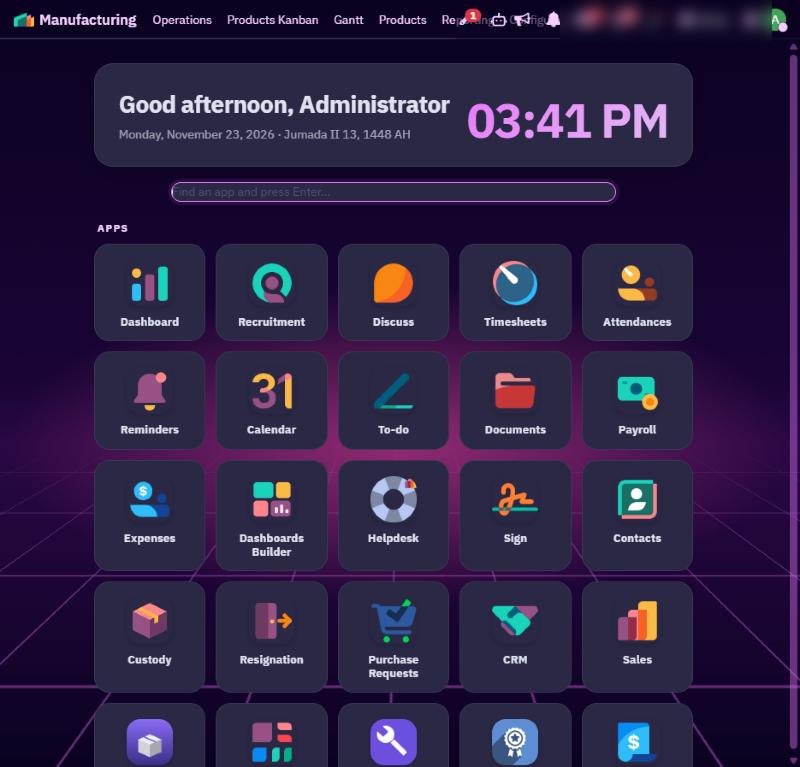 Manufacturing Operations Products Kanban Gantt Products
1
A
Good afternoon, Administrator
Monday, November 23, 2026 · Jumada II 13, 1448 AH
03:41 PM
Find an app and press Enter...
APPS
Dashboard Recruitment Discuss Timesheets Attendances
31
Reminders Calendar To-do Documents Payroll
$
Expenses Dashboards Builder Helpdesk Sign Contacts
Custody Resignation Purchase Requests CRM Sales
$